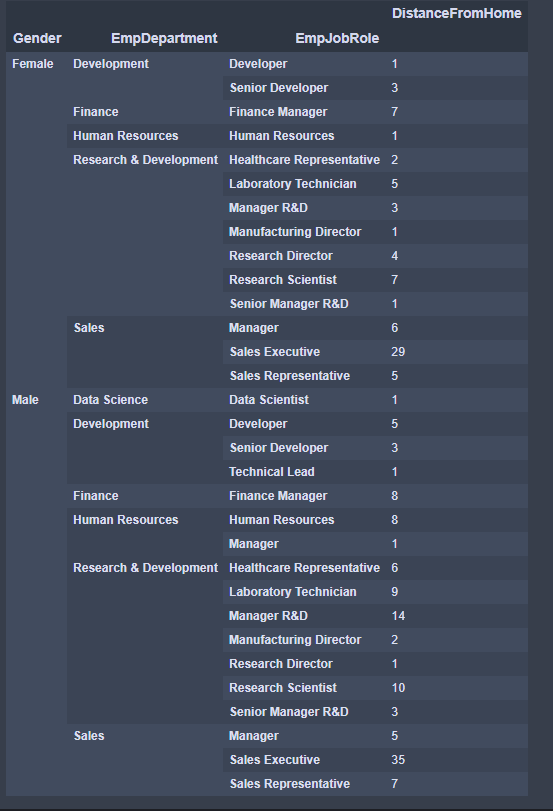 DistanceFromHome
Gender EmpDepartment EmpJobRole
Female Development Developer 1
Senior Developer 3
Finance Finance Manager 7
Human Resources Human Resources 1
Research & Development Healthcare Representative 2
Laboratory Technician 5
Manager R&D 3
Manufacturing Director 1
Research Director 4
Research Scientist 7
Senior Manager R&D 1
Sales Manager 6
Sales Executive 29
Sales Representative 5
Male Data Science Data Scientist 1
Development Developer 5
Senior Developer 3
Technical Lead 1
Finance Finance Manager 8
Human Resources Human Resources 8
Manager 1
Research & Development Healthcare Representative 6
Laboratory Technician 9
Manager R&D 14
Manufacturing Director 2
Research Director 1
Research Scientist 10
Senior Manager R&D 3
Sales Manager 5
Sales Executive 35
Sales Representative 7